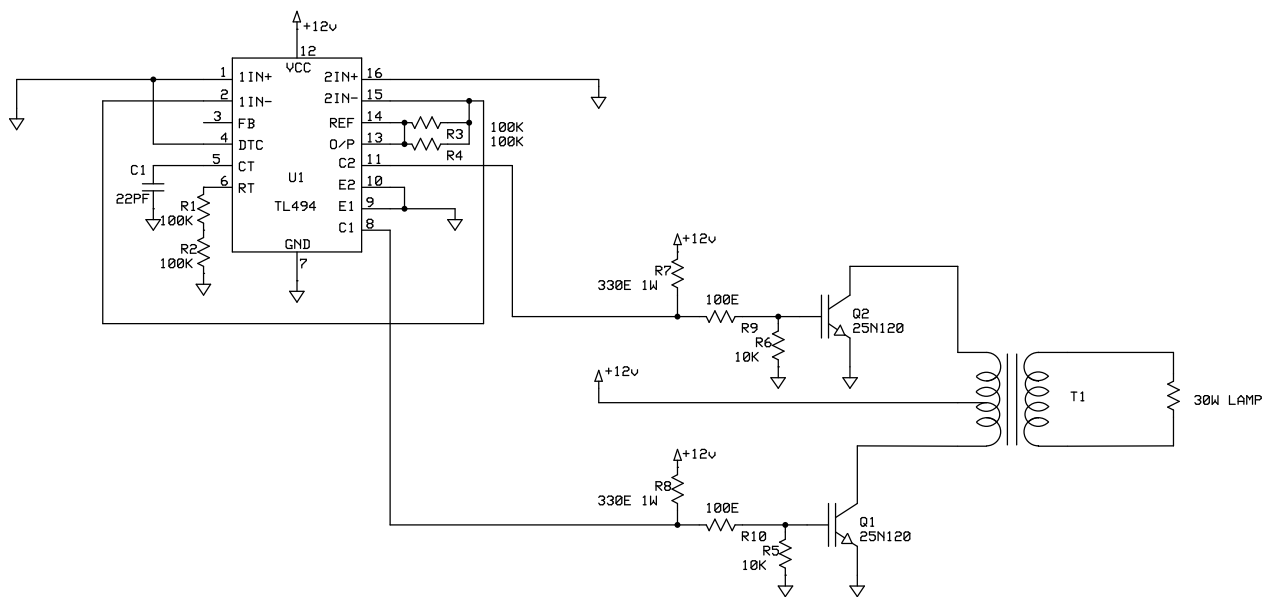 +12v
12
VCC
1 1IN+ 2IN+ 16
2 1IN- 2IN- 15
3 FB REF 14
R3 100K
4 DTC O/P 13
R4 100K
5 CT C2 11
C1
22PF
6 RT E2 10
U1
TL494
E1 9
C1 8
R1
100K
R2
100K
GND
7
+12v
R7
330E 1W
100E
R9
R6
10K
Q2
25N120
+12v
T1
30W LAMP
+12v
R8
330E 1W
100E
R10
R5
10K
Q1
25N120